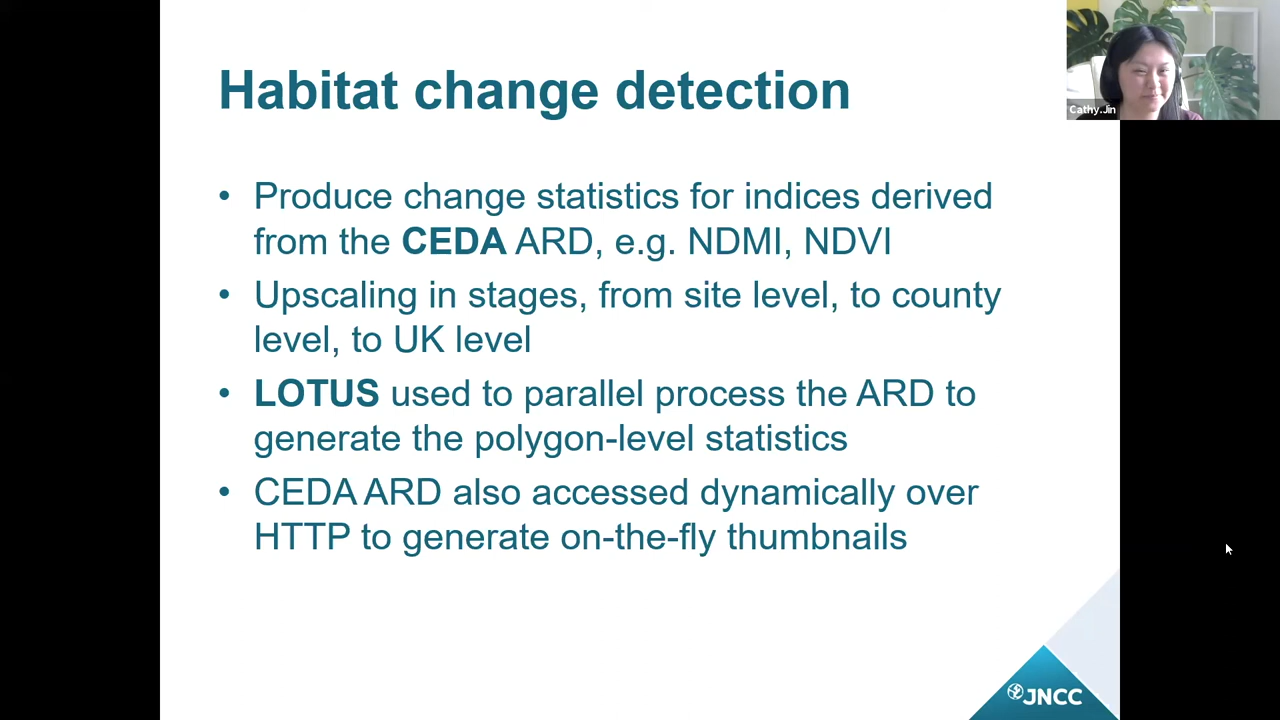 Habitat change detection
Cathy.Jin
• Produce change statistics for indices derived
from the CEDA ARD, e.g. NDMI, NDVI
• Upscaling in stages, from site level, to county
level, to UK level
• LOTUS used to parallel process the ARD to
generate the polygon-level statistics
• CEDA ARD also accessed dynamically over
HTTP to generate on-the-fly thumbnails
JNCC